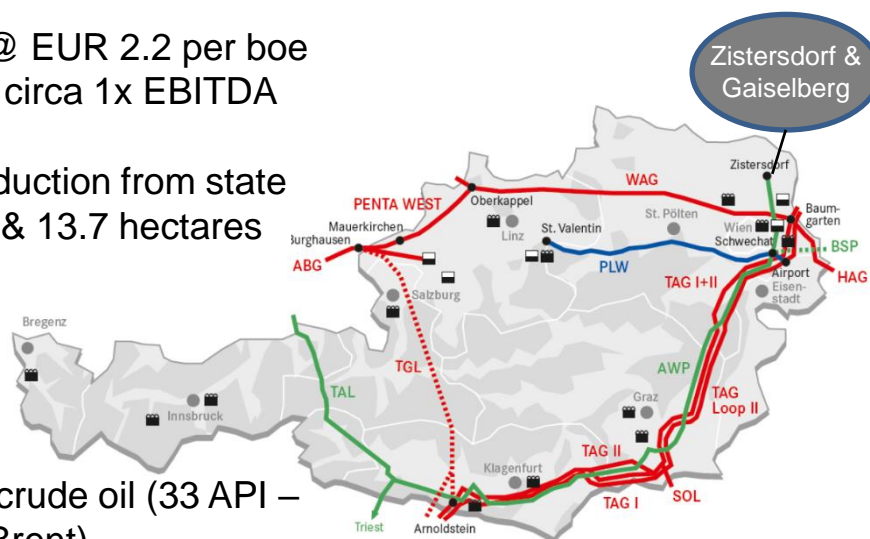 @ EUR 2.2 per boe
circa 1x EBITDA
duction from state
& 13.7 hectares
crude oil (33 API –
Brent)
Zistersdorf &
Gaiselberg
Zistersdorf
WAG
Oberkappel
PENTA WEST
Mauerkirchen
Burghausen
ABG
Linz
St. Valentin
St. Pölten
Wien
Schwechat
Baum-
garten
BSP
HAG
Airport
Eisen-
stadt
PLW
TAG I+II
Salzburg
Bregenz
Innsbruck
TAL
TGL
AWP
TAG
Loop II
Graz
TAG II
Klagenfurt
TAG I
SOL
Arnoldstein
Triest